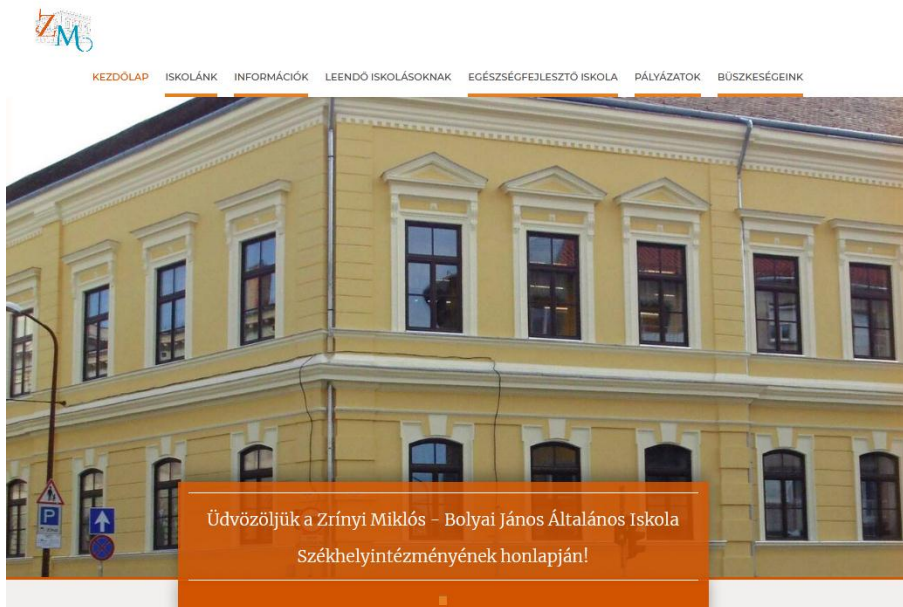 ZM
KEZDŐLAP ISKOLÁNK INFORMÁCIÓK LEENDŐ ISKOLÁSOKNAK EGÉSZSÉGFEJLESZTŐ ISKOLA PÁLYÁZATOK BÜSZKESÉGEINK
P
Üdvözöljük a Zrínyi Miklós - Bolyai János Általános Iskola
Székhelyintézményének honlapján!